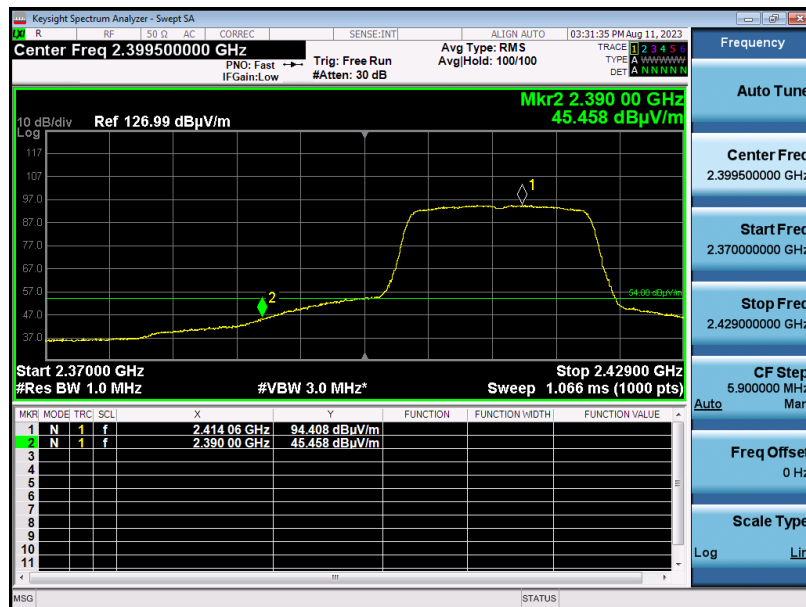 Keysight Spectrum Analyzer - Swept SA
LXI R RF 50 Ω AC CORREC SENSE:INT ALIGN AUTO 03:31:35 PM Aug 11, 2023
Center Freq 2.399500000 GHz
PNO: Fast
IFGain:Low
Trig: Free Run
#Atten: 30 dB
Avg Type: RMS
Avg|Hold: 100/100
TRACE 1 2 3 4 5 6
TYPE A WWWWW
DET A N N N N N
Mkr2 2.390 00 GHz
45.458 dBµV/m
10 dB/div Ref 126.99 dBµV/m
Log
117
107
97.0
87.0
77.0
67.0
57.0
47.0
37.0
1
2
54.00 dBµV/m
Start 2.37000 GHz Stop 2.42900 GHz
#Res BW 1.0 MHz #VBW 3.0 MHz* Sweep 1.066 ms (1000 pts)
MKR MODE TRC SCL X Y FUNCTION FUNCTION WIDTH FUNCTION VALUE
1 N 1 f 2.414 06 GHz 94.408 dBµV/m
2 N 1 f 2.390 00 GHz 45.458 dBµV/m
3
4
5
6
7
8
9
10
11
MSG STATUS
Frequency
Auto Tune
Center Freq
2.399500000 GHz
Start Freq
2.370000000 GHz
Stop Freq
2.429000000 GHz
CF Step
5.900000 MHz
Auto Man
Freq Offset
0 Hz
Scale Type
Log Lin